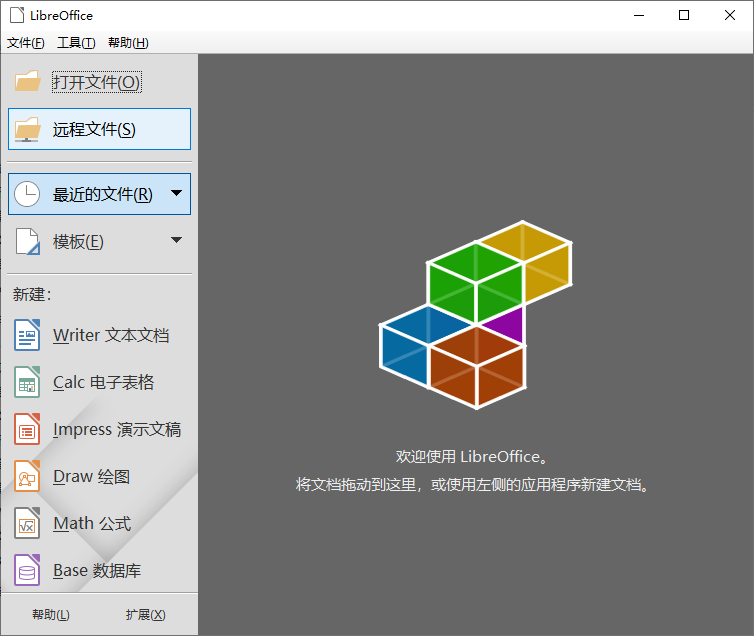 LibreOffice
文件(F) 工具(T) 帮助(H)
打开文件(O)
远程文件(S)
最近的文件(R)
模板(E)
新建：
Writer 文本文档
Calc 电子表格
Impress 演示文稿
Draw 绘图
Math 公式
Base 数据库
帮助(L) 扩展(X)
欢迎使用 LibreOffice。
将文档拖动到这里，或使用左侧的应用程序新建文档。